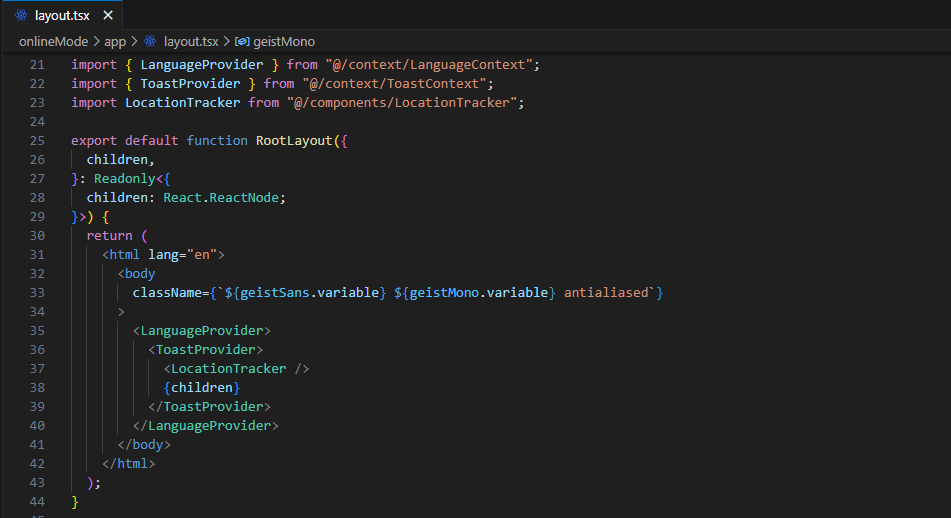 layout.tsx
onlineMode > app > layout.tsx > geistMono
21 import { LanguageProvider } from "@/context/LanguageContext";
22 import { ToastProvider } from "@/context/ToastContext";
23 import LocationTracker from "@/components/LocationTracker";
24
25 export default function RootLayout({
26   children,
27 }: Readonly<{
28   children: React.ReactNode;
29 }>) {
30   return (
31     <html lang="en">
32       <body
33         className={`${geistSans.variable} ${geistMono.variable} antialiased`}
34       >
35         <LanguageProvider>
36           <ToastProvider>
37             <LocationTracker />
38             {children}
39           </ToastProvider>
40         </LanguageProvider>
41       </body>
42     </html>
43   );
44 }